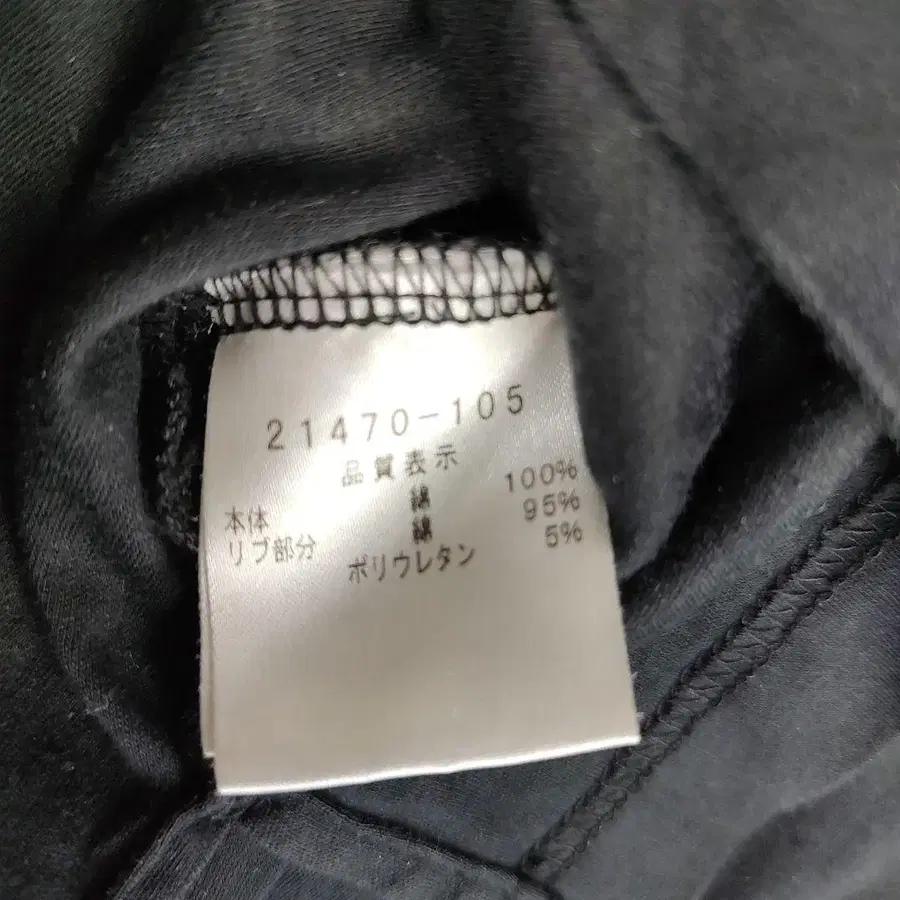 21470-105
品質表示
本体 綿 100%
リブ部分 綿 95%
ポリウレタン 5%